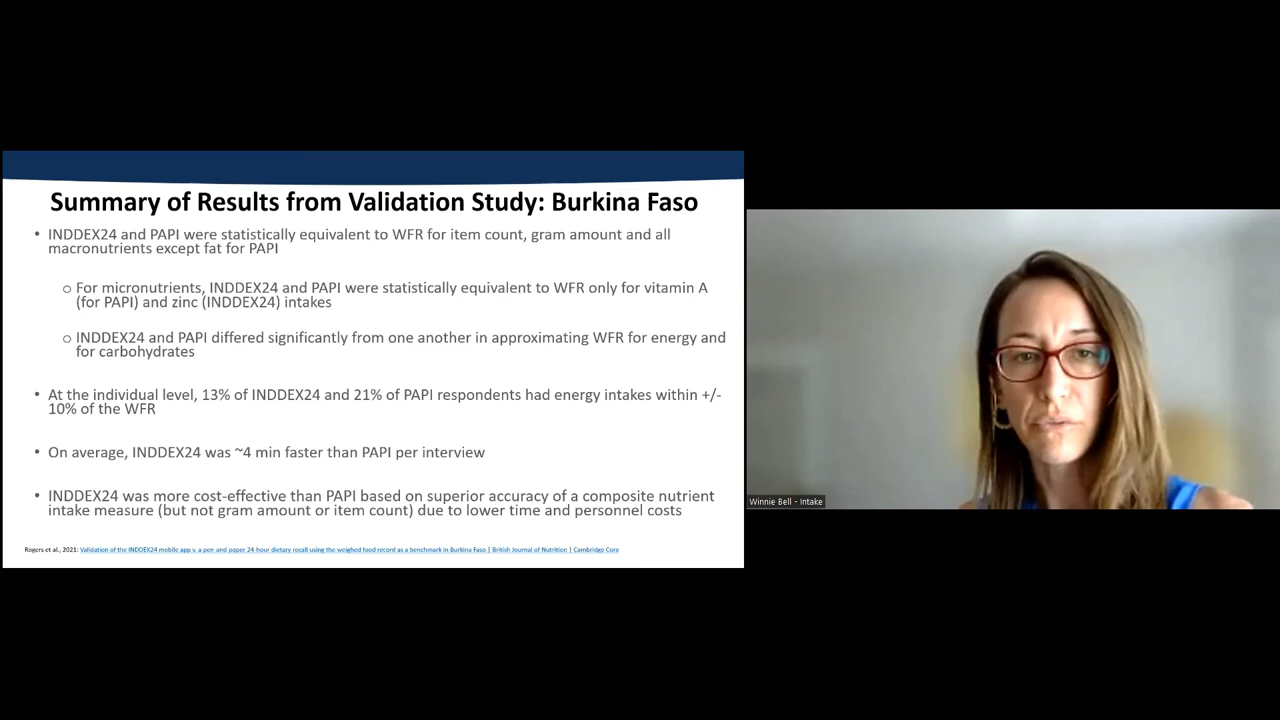 Summary of Results from Validation Study: Burkina Faso
• INDDEX24 and PAPI were statistically equivalent to WFR for item count, gram amount and all
macronutrients except fat for PAPI
o For micronutrients, INDDEX24 and PAPI were statistically equivalent to WFR only for vitamin A
(for PAPI) and zinc (INDDEX24) intakes
o INDDEX24 and PAPI differed significantly from one another in approximating WFR for energy and
for carbohydrates
• At the individual level, 13% of INDDEX24 and 21% of PAPI respondents had energy intakes within +/-
10% of the WFR
• On average, INDDEX24 was ~4 min faster than PAPI per interview
• INDDEX24 was more cost-effective than PAPI based on superior accuracy of a composite nutrient
intake measure (but not gram amount or item count) due to lower time and personnel costs
Rogers et al., 2021: Validation of the INDDEX24 mobile app v. a pen and paper 24-hour dietary recall using the weighed food record as a benchmark in Burkina Faso | British Journal of Nutrition | Cambridge Core
Winnie Bell - Intake